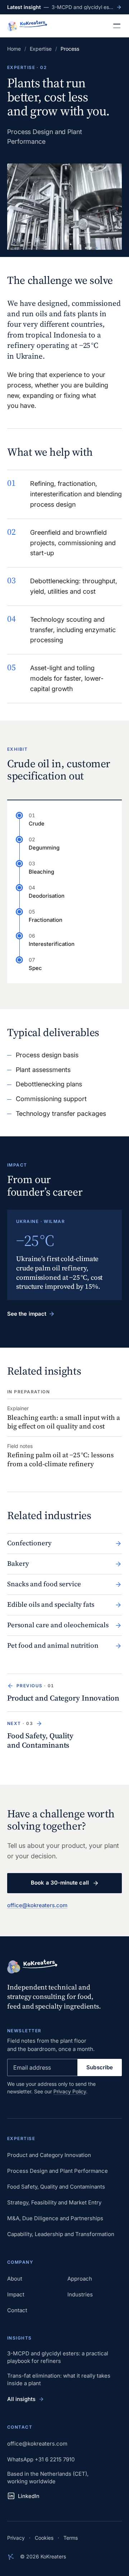 Latest insight — 3-MCPD and glycidyl es... →
KoKreaters.
Home / Expertise / Process
EXPERTISE · 02
Plants that run
better, cost less
and grow with you.
Process Design and Plant
Performance
The challenge we solve
We have designed, commissioned
and run oils and fats plants in
four very different conditions,
from tropical Indonesia to a
refinery operating at −25 °C
in Ukraine.
We bring that experience to your
process, whether you are building
new, expanding or fixing what
you have.
What we help with
01 Refining, fractionation,
interesterification and blending
process design
02 Greenfield and brownfield
projects, commissioning and
start-up
03 Debottlenecking: throughput,
yield, utilities and cost
04 Technology scouting and
transfer, including enzymatic
processing
05 Asset-light and tolling
models for faster, lower-
capital growth
EXHIBIT
Crude oil in, customer
specification out
01
Crude
02
Degumming
03
Bleaching
04
Deodorisation
05
Fractionation
06
Interesterification
07
Spec
Typical deliverables
— Process design basis
— Plant assessments
— Debottlenecking plans
— Commissioning support
— Technology transfer packages
IMPACT
From our
founder’s career
UKRAINE · WILMAR
−25 °C
Ukraine’s first cold-climate
crude palm oil refinery,
commissioned at −25 °C, cost
structure improved by 15%.
See the impact →
Related insights
IN PREPARATION
Explainer
Bleaching earth: a small input with a
big effect on oil quality and cost
Field notes
Refining palm oil at −25 °C: lessons
from a cold-climate refinery
Related industries
Confectionery →
Bakery →
Snacks and food service →
Edible oils and specialty fats →
Personal care and oleochemicals →
Pet food and animal nutrition →
← PREVIOUS · 01
Product and Category Innovation
NEXT · 03 →
Food Safety, Quality
and Contaminants
Have a challenge worth
solving together?
Tell us about your product, your plant
or your decision.
Book a 30-minute call →
office@kokreaters.com
KoKreaters.
Independent technical and
strategy consulting for food,
feed and specialty ingredients.
NEWSLETTER
Field notes from the plant floor
and the boardroom, once a month.
Email address Subscribe
We use your address only to send the
newsletter. See our Privacy Policy.
EXPERTISE
Product and Category Innovation
Process Design and Plant Performance
Food Safety, Quality and Contaminants
Strategy, Feasibility and Market Entry
M&A, Due Diligence and Partnerships
Capability, Leadership and Transformation
COMPANY
About Approach
Impact Industries
Contact
INSIGHTS
3-MCPD and glycidyl esters: a practical
playbook for refiners
Trans-fat elimination: what it really takes
inside a plant
All insights →
CONTACT
office@kokreaters.com
WhatsApp +31 6 2215 7910
Based in the Netherlands (CET),
working worldwide
LinkedIn
Privacy · Cookies · Terms
© 2026 KoKreaters